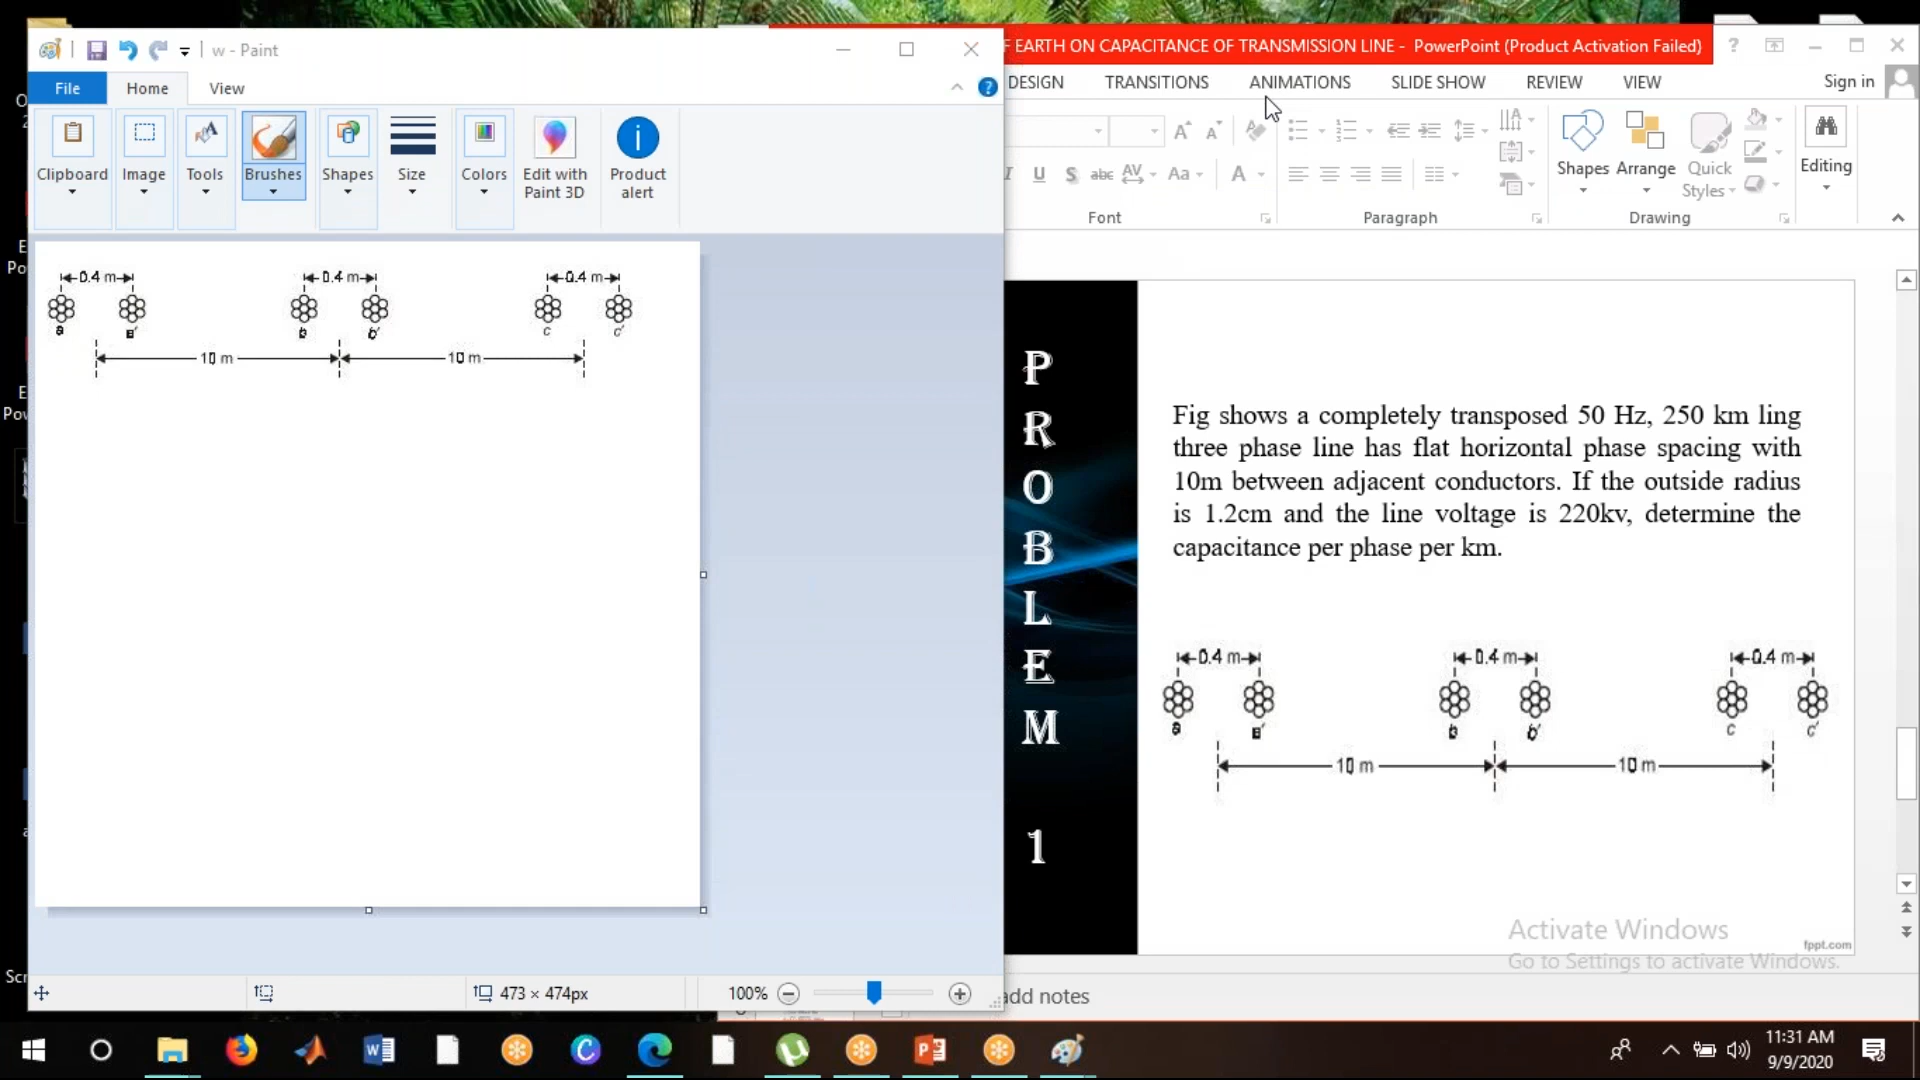 w - Paint
F EARTH ON CAPACITANCE OF TRANSMISSION LINE - PowerPoint (Product Activation Failed)
File Home View
DESIGN TRANSITIONS ANIMATIONS SLIDE SHOW REVIEW VIEW Sign in
Clipboard Image Tools Brushes Shapes Size Colors Edit with Paint 3D Product alert
Shapes Arrange Quick Styles Editing
Font Paragraph Drawing
0.4 m 0.4 m 0.4 m
a a′ b b′ c c′
10 m 10 m
PROBLEM 1
Fig shows a completely transposed 50 Hz, 250 km ling
three phase line has flat horizontal phase spacing with
10m between adjacent conductors. If the outside radius
is 1.2cm and the line voltage is 220kv, determine the
capacitance per phase per km.
0.4 m 0.4 m 0.4 m
a a′ b b′ c c′
10 m 10 m
Activate Windows
Go to Settings to activate Windows.
fppt.com
473 × 474px 100%
add notes
11:31 AM
9/9/2020